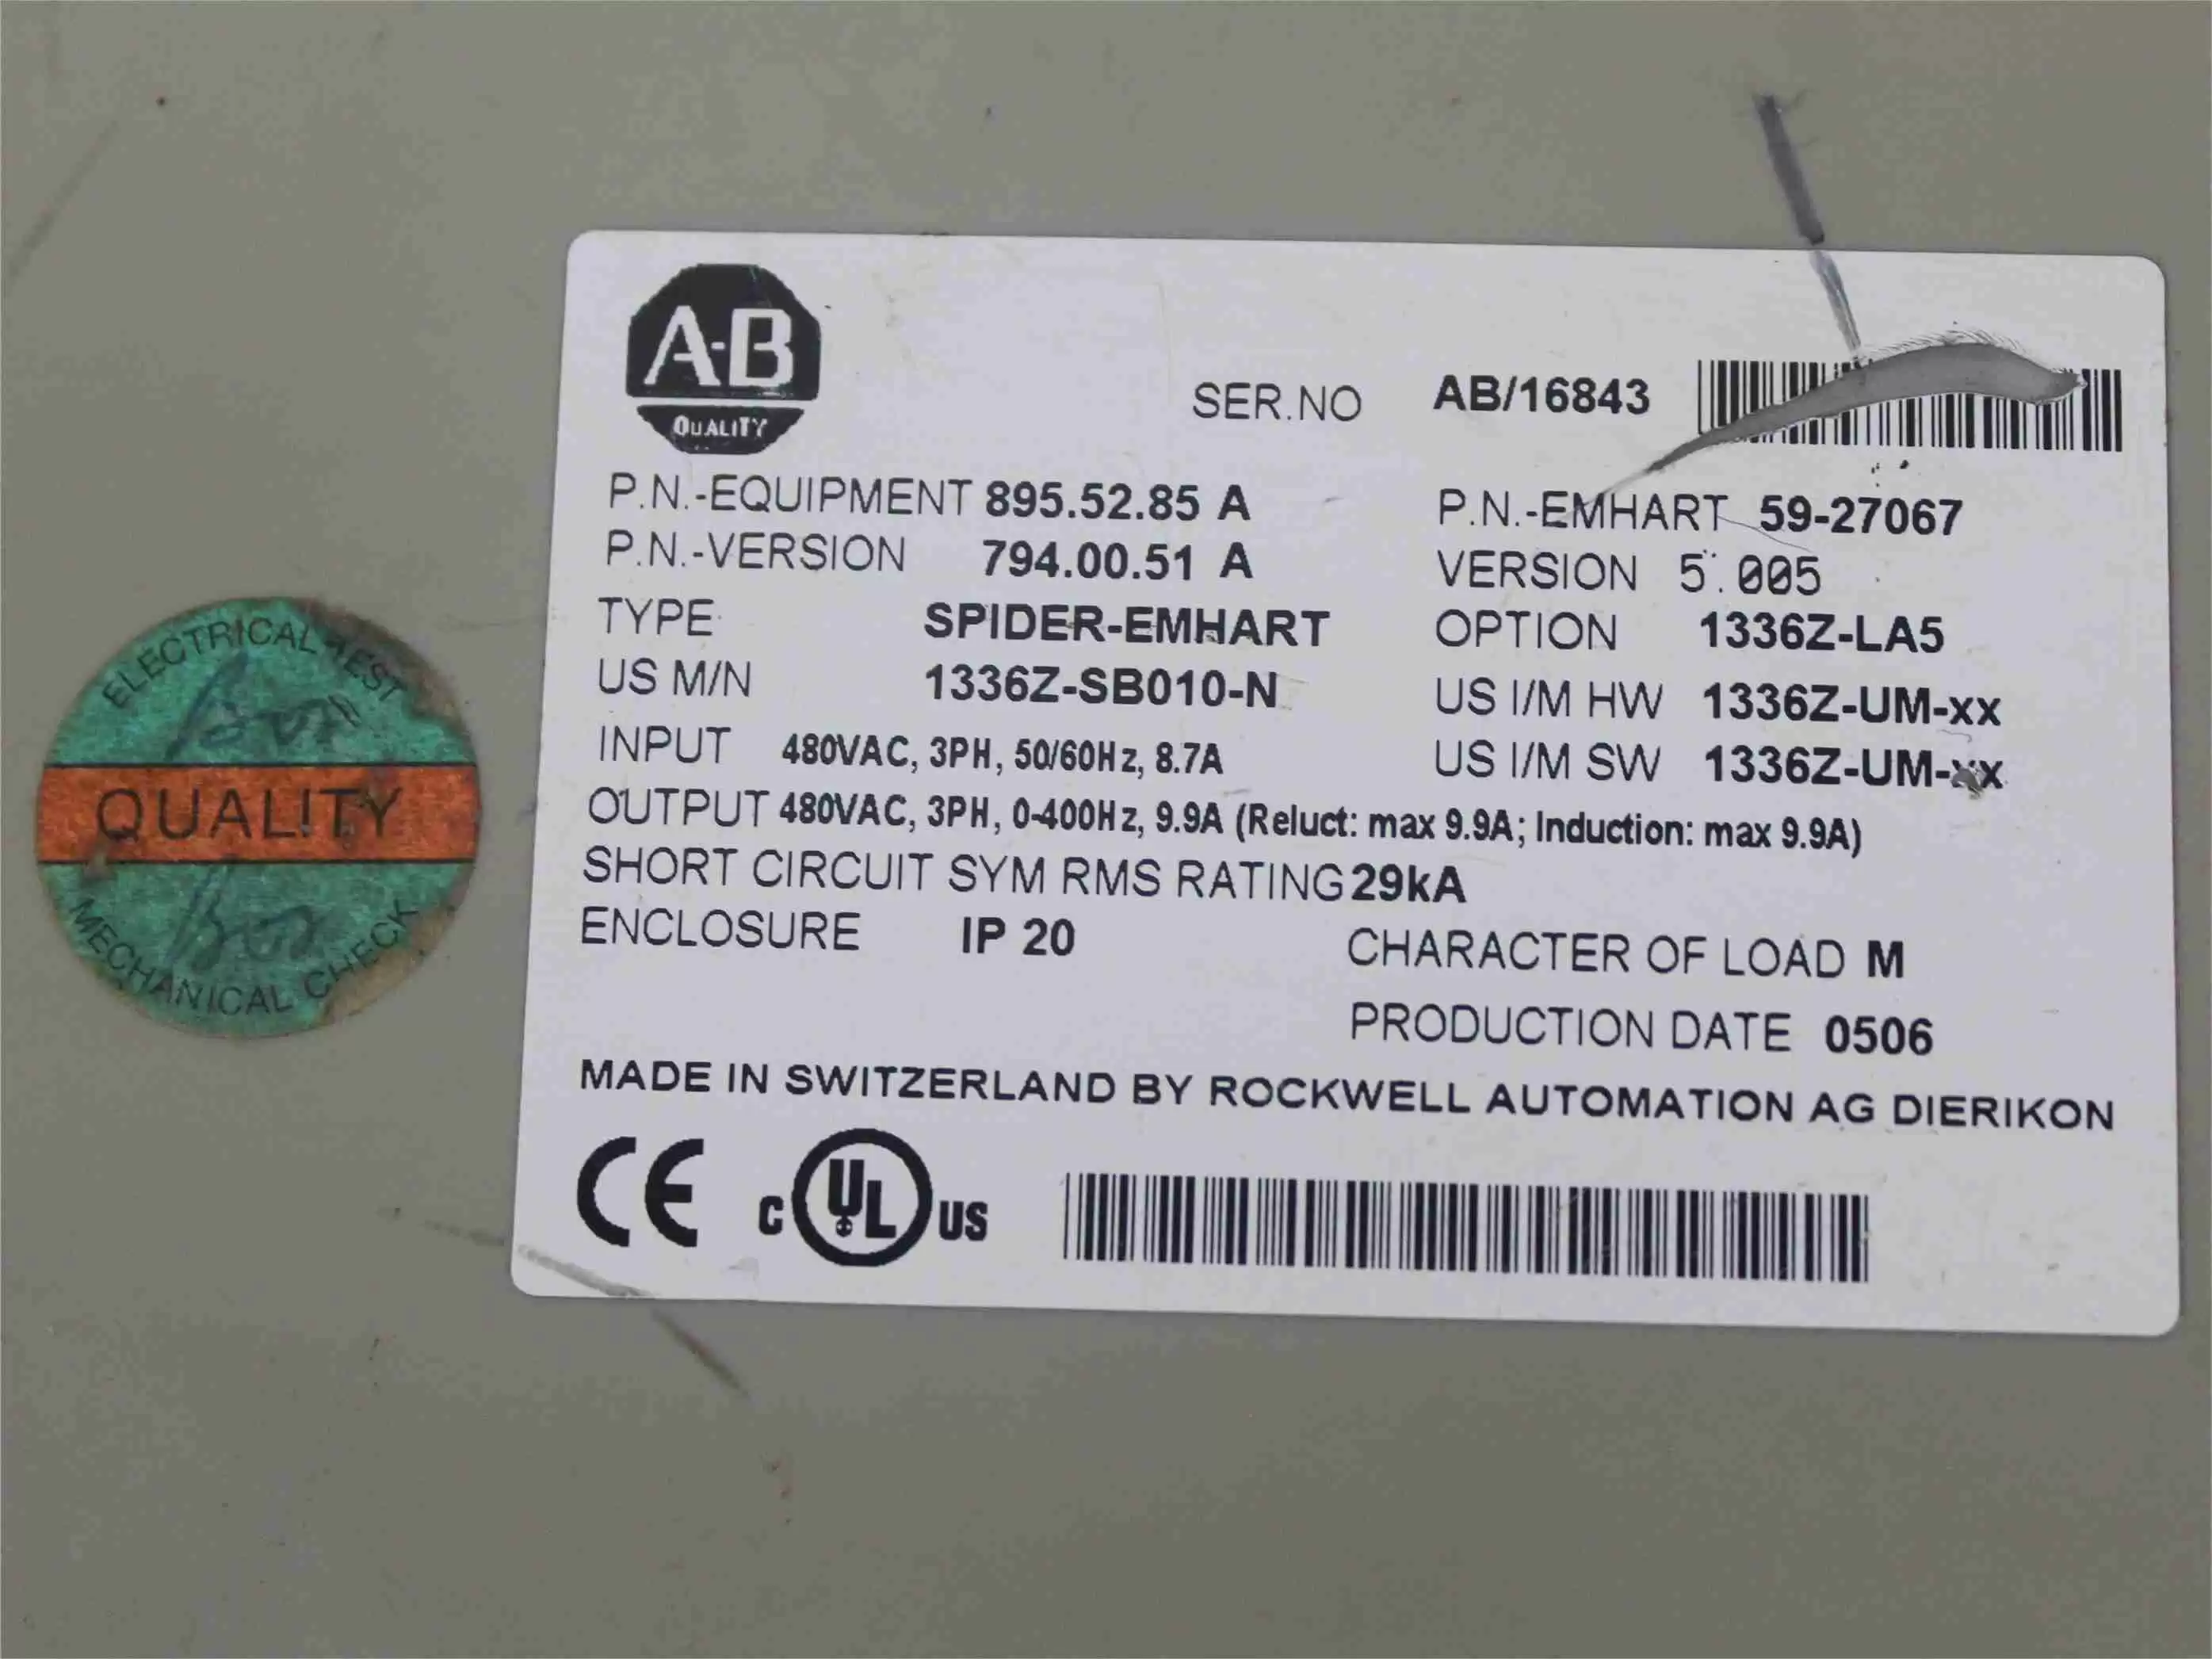 A-B
QUALITY
SER.NO AB/16843
P.N.-EQUIPMENT 895.52.85 A P.N.-EMHART 59-27067
P.N.-VERSION 794.00.51 A VERSION 5.005
TYPE SPIDER-EMHART OPTION 1336Z-LA5
US M/N 1336Z-SB010-N US I/M HW 1336Z-UM-xx
INPUT 480VAC, 3PH, 50/60Hz, 8.7A US I/M SW 1336Z-UM-xx
OUTPUT 480VAC, 3PH, 0-400Hz, 9.9A (Reluct: max 9.9A; Induction: max 9.9A)
SHORT CIRCUIT SYM RMS RATING 29kA
ENCLOSURE IP 20 CHARACTER OF LOAD M
PRODUCTION DATE 0506
MADE IN SWITZERLAND BY ROCKWELL AUTOMATION AG DIERIKON
CE c UL US
ELECTRICAL TEST
QUALITY
MECHANICAL CHECK